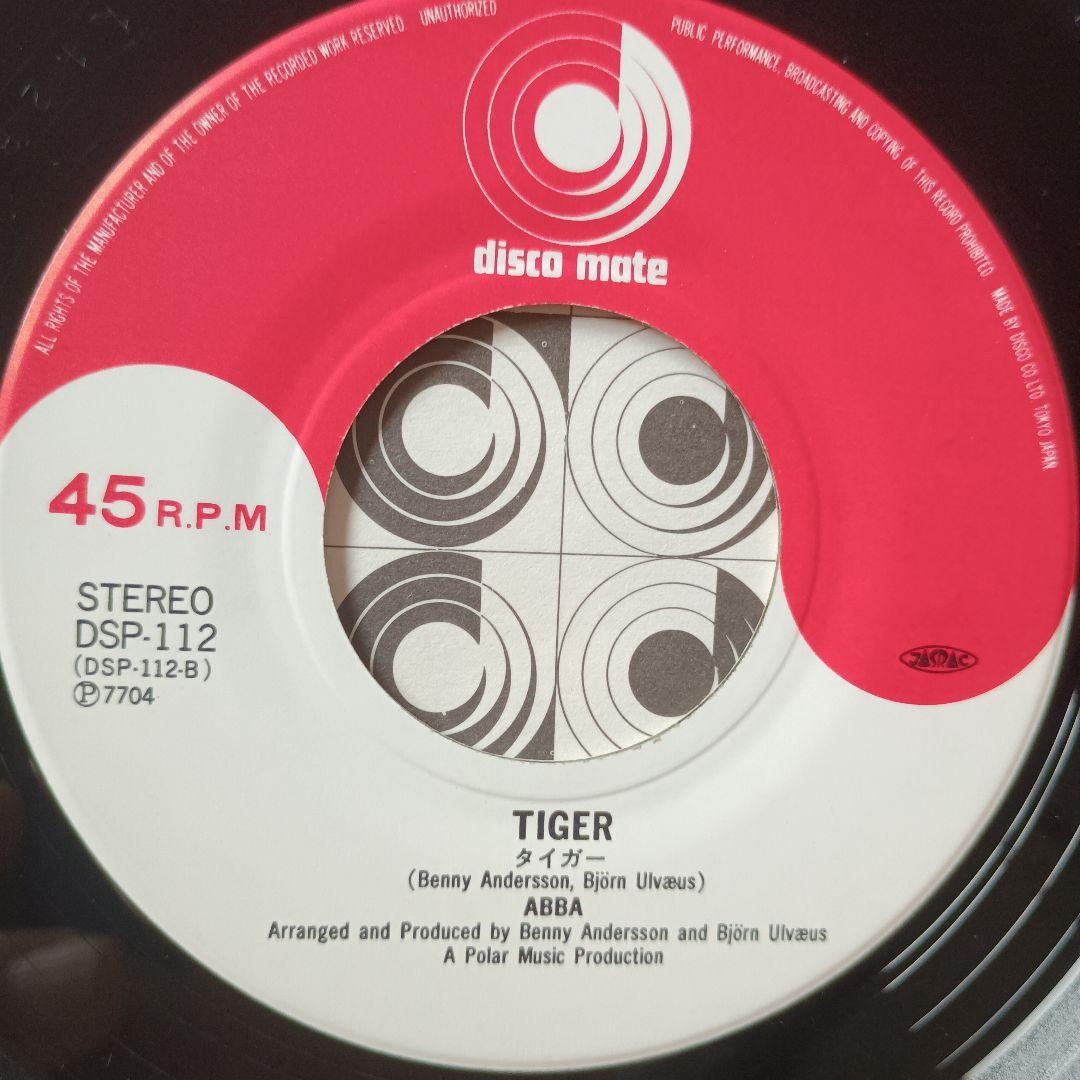 ALL RIGHTS OF THE MANUFACTURER AND OF THE OWNER OF THE RECORDED WORK RESERVED. UNAUTHORIZED PUBLIC PERFORMANCE, BROADCASTING AND COPYING OF THIS RECORD PROHIBITED. MADE BY DISCO CO. LTD. TOKYO JAPAN
disco mate
45 R.P.M
STEREO
DSP-112
(DSP-112-B)
Ⓟ7704
JASRAC
TIGER
タイガー
(Benny Andersson, Björn Ulvæus)
ABBA
Arranged and Produced by Benny Andersson and Björn Ulvæus
A Polar Music Production